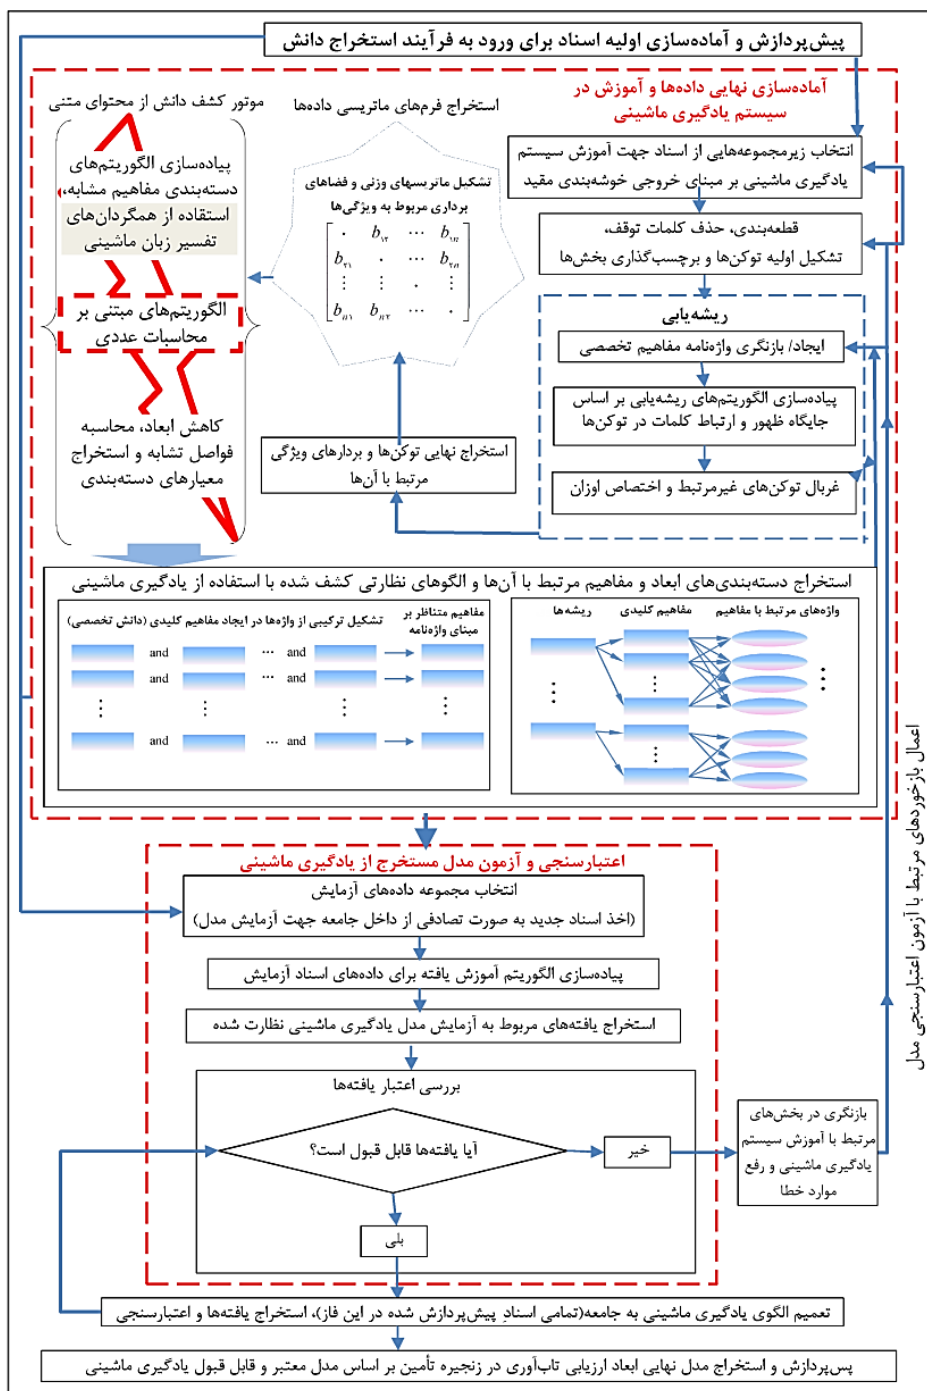 پیش‌پردازش و آماده‌سازی اولیه اسناد برای ورود به فرآیند استخراج دانش
آماده‌سازی نهایی داده‌ها و آموزش در
سیستم یادگیری ماشینی
انتخاب زیرمجموعه‌هایی از اسناد جهت آموزش سیستم
یادگیری ماشینی بر مبنای خروجی خوشه‌بندی مقید
قطعه‌بندی، حذف کلمات توقف،
تشکیل اولیه توکن‌ها و برچسب‌گذاری بخش‌ها
ریشه‌یابی
ایجاد/ بازنگری واژه‌نامه مفاهیم تخصصی
پیاده‌سازی الگوریتم‌های ریشه‌یابی بر اساس
جایگاه ظهور و ارتباط کلمات در توکن‌ها
غربال توکن‌های غیرمرتبط و اختصاص اوزان
استخراج نهایی توکن‌ها و بردارهای ویژگی
مرتبط با آن‌ها
استخراج فرم‌های ماتریسی داده‌ها
تشکیل ماتریسهای وزنی و فضاهای
برداری مربوط به ویژگی‌ها
. b₁₂ ⋯ b₁ₙ
b₂₁ . ⋯ b₂ₙ
⋮ ⋮ . ⋮
bₙ₁ bₙ₂ ⋯ .
موتور کشف دانش از محتوای متنی
پیاده‌سازی الگوریتم‌های
دسته‌بندی مفاهیم مشابه،
استفاده از همگردان‌های
تفسیر زبان ماشینی
الگوریتم‌های مبتنی بر
محاسبات عددی
کاهش ابعاد، محاسبه
فواصل تشابه و استخراج
معیارهای دسته‌بندی
استخراج دسته‌بندی‌های ابعاد و مفاهیم مرتبط با آن‌ها و الگوهای نظارتی کشف شده با استفاده از یادگیری ماشینی
واژه‌های مرتبط با مفاهیم
مفاهیم کلیدی
ریشه‌ها
مفاهیم متناظر بر
مبنای واژه‌نامه
تشکیل ترکیبی از واژه‌ها در ایجاد مفاهیم کلیدی (دانش تخصصی)
and ⋯ and
and ⋯ and
and ⋯ and
اعتبارسنجی و آزمون مدل مستخرج از یادگیری ماشینی
انتخاب مجموعه داده‌های آزمایش
(اخذ اسناد جدید به صورت تصادفی از داخل جامعه جهت آزمایش مدل)
پیاده‌سازی الگوریتم آموزش یافته برای داده‌های اسناد آزمایش
استخراج یافته‌های مربوط به آزمایش مدل یادگیری ماشینی نظارت شده
بررسی اعتبار یافته‌ها
آیا یافته‌ها قابل قبول است؟
خیر
بلی
بازنگری در بخش‌های
مرتبط با آموزش سیستم
یادگیری ماشینی و رفع
موارد خطا
اعمال بازخوردهای مرتبط با آزمون اعتبارسنجی مدل
تعمیم الگوی یادگیری ماشینی به جامعه(تمامی اسنادِ پیش‌پردازش شده در این فاز)، استخراج یافته‌ها و اعتبارسنجی
پس‌پردازش و استخراج مدل نهایی ابعاد ارزیابی تاب‌آوری در زنجیره تأمین بر اساس مدل معتبر و قابل قبول یادگیری ماشینی